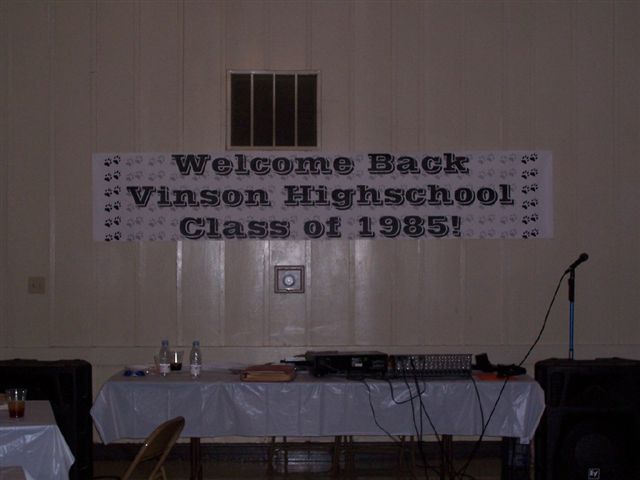 Welcome Back
Vinson Highschool
Class of 1985!